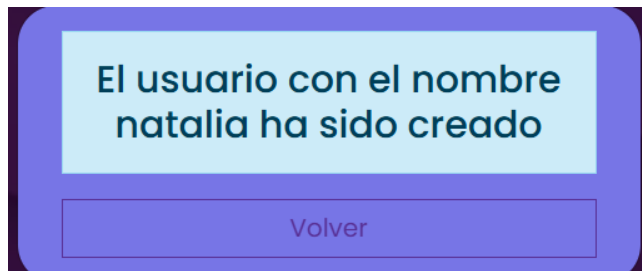 El usuario con el nombre
natalia ha sido creado
Volver